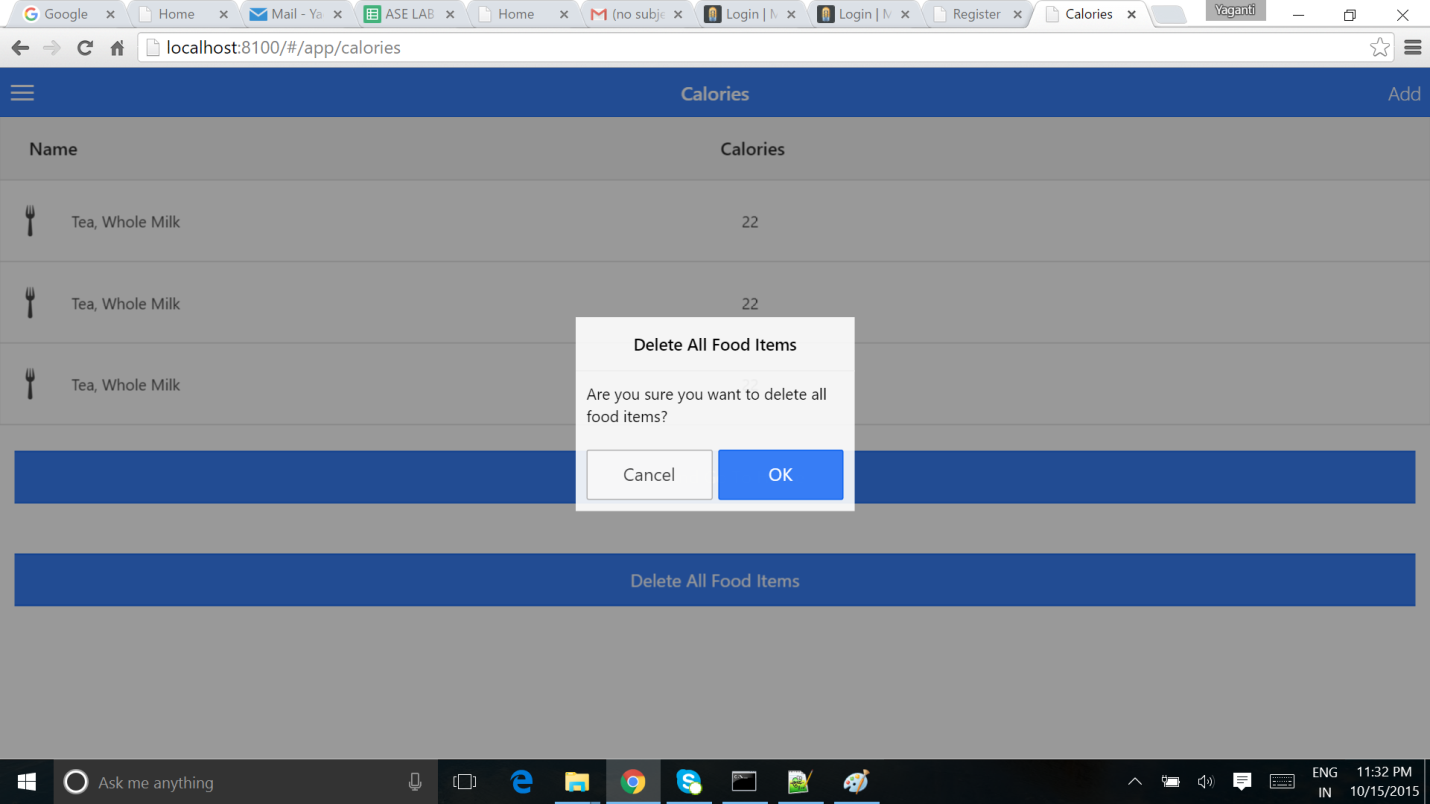 Google
Home
Mail - Ya
ASE LAB
Home
(no subje
Login | M
Login | M
Register
Calories
Yaganti
localhost:8100/#/app/calories
Calories
Add
Name Calories
Tea, Whole Milk 22
Tea, Whole Milk 22
Tea, Whole Milk
Delete All Food Items
Are you sure you want to delete all
food items?
Cancel OK
Delete All Food Items
Ask me anything
ENG
IN
11:32 PM
10/15/2015